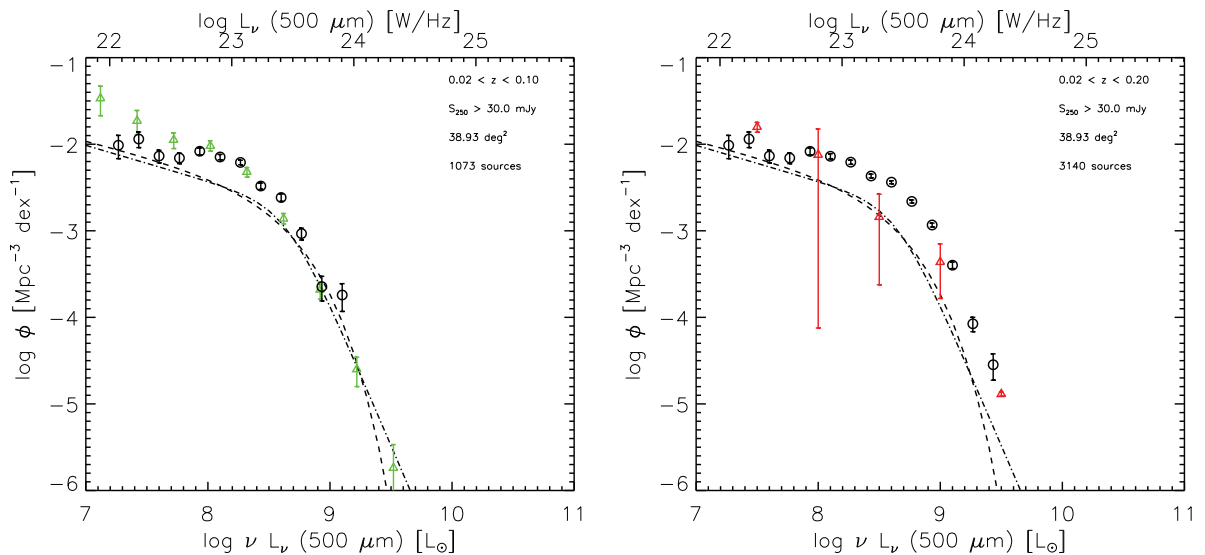 log L_ν (500 μm) [W/Hz]
22 23 24 25
−1
−2
−3
−4
−5
−6
log ϕ [Mpc⁻³ dex⁻¹]
0.02 < z < 0.10
S₂₅₀ > 30.0 mJy
38.93 deg²
1073 sources
7 8 9 10 11
log ν L_ν (500 μm) [L_⊙]
log L_ν (500 μm) [W/Hz]
22 23 24 25
−1
−2
−3
−4
−5
−6
log ϕ [Mpc⁻³ dex⁻¹]
0.02 < z < 0.20
S₂₅₀ > 30.0 mJy
38.93 deg²
3140 sources
7 8 9 10 11
log ν L_ν (500 μm) [L_⊙]